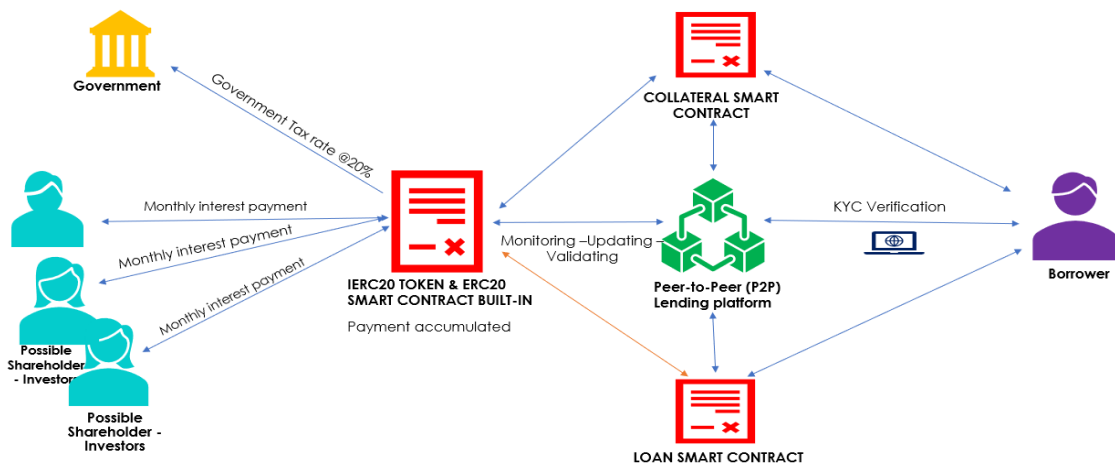 Government
Government Tax rate @20%
COLLATERAL SMART
CONTRACT
Monthly interest payment
Monthly interest payment
Monthly interest payment
KYC Verification
Monitoring –Updating –
Validating
IERC20 TOKEN & ERC20
SMART CONTRACT BUILT-IN
Payment accumulated
Peer-to-Peer (P2P)
Lending platform
Borrower
Possible
Shareholder
- Investors
Possible
Shareholder -
Investors
LOAN SMART CONTRACT